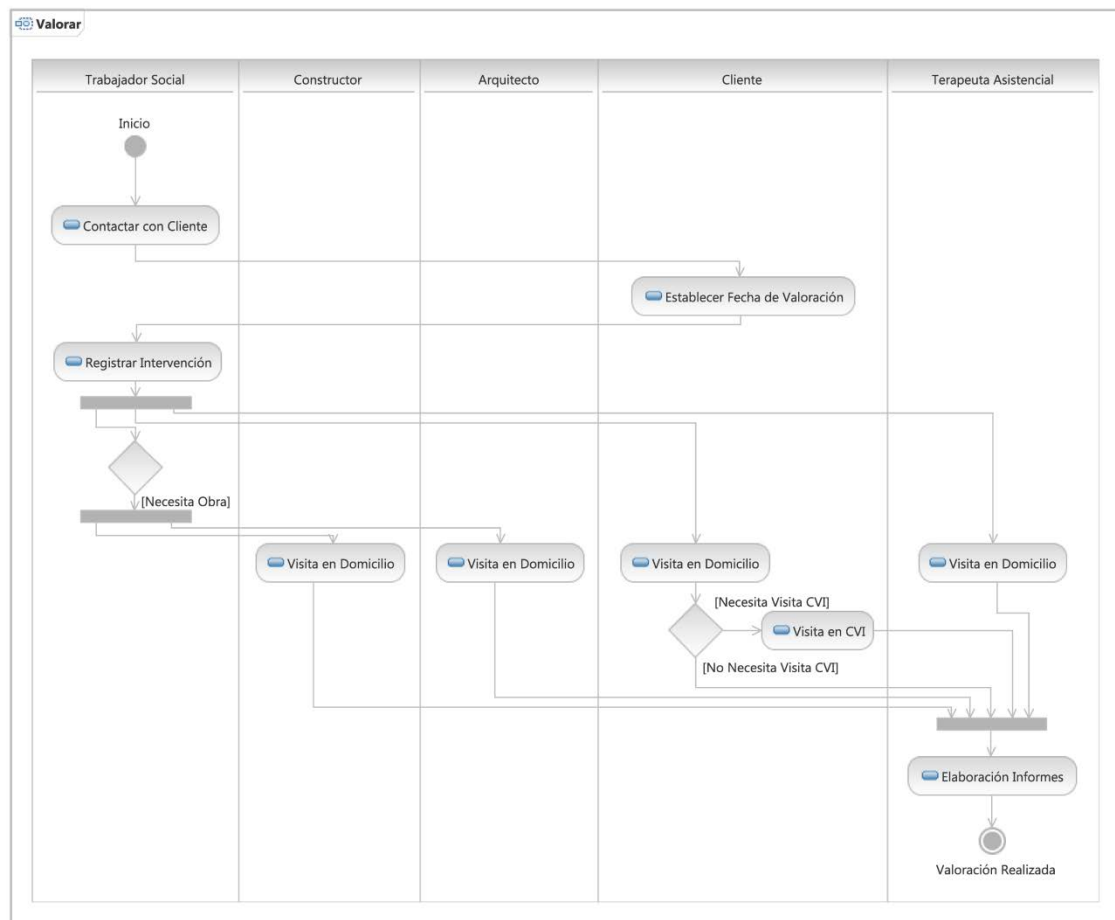 Valorar
Trabajador Social
Constructor
Arquitecto
Cliente
Terapeuta Asistencial
Inicio
Contactar con Cliente
Establecer Fecha de Valoración
Registrar Intervención
[Necesita Obra]
Visita en Domicilio
Visita en Domicilio
Visita en Domicilio
Visita en Domicilio
[Necesita Visita CVI]
Visita en CVI
[No Necesita Visita CVI]
Elaboración Informes
Valoración Realizada